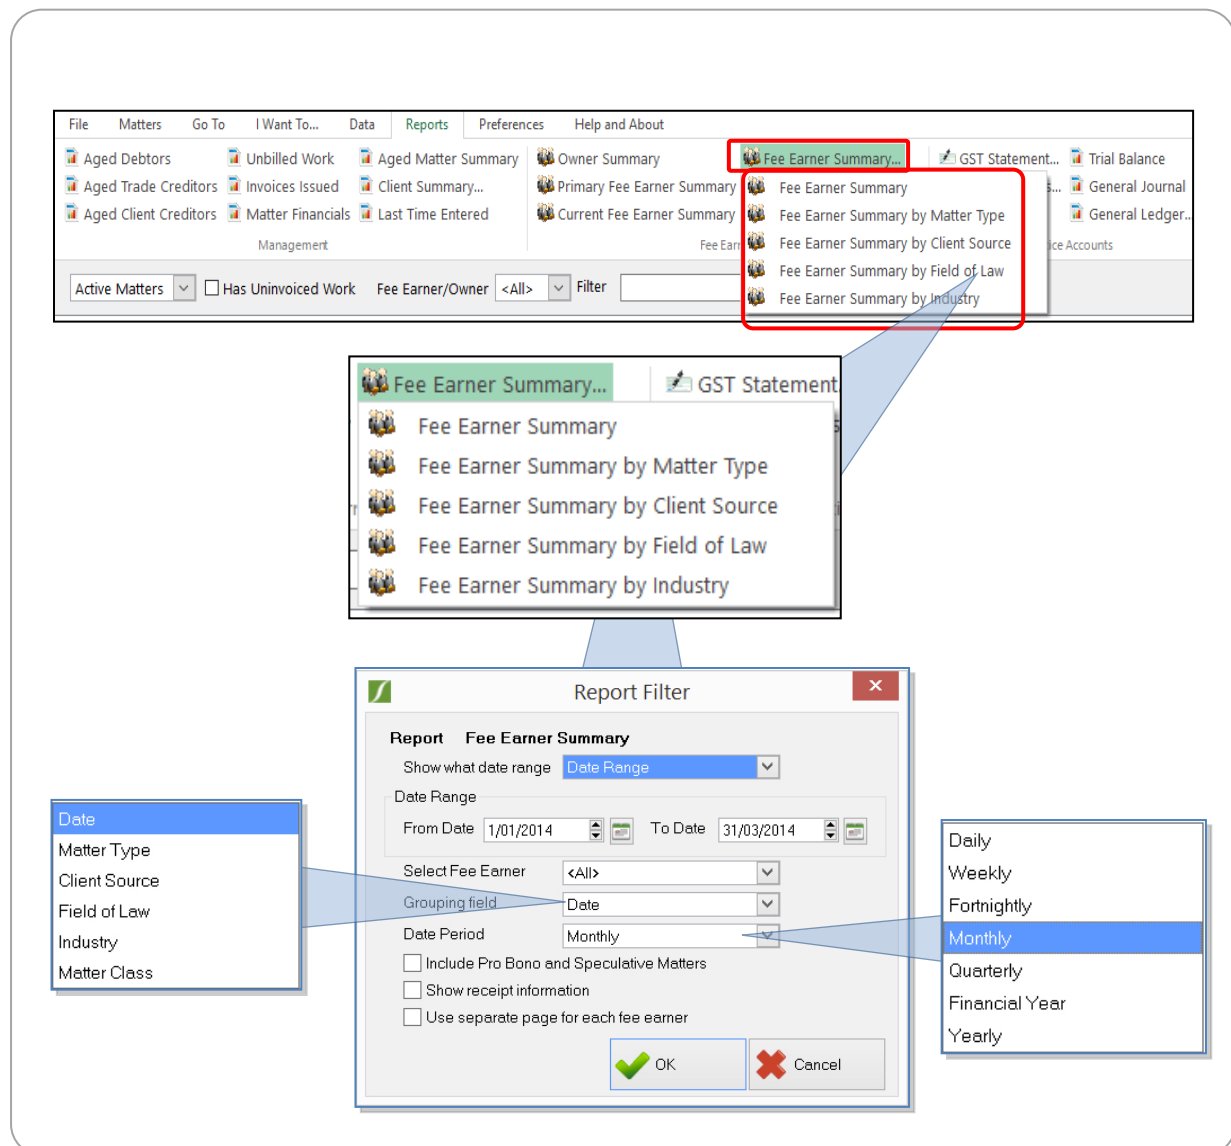 File Matters Go To I Want To... Data Reports Preferences Help and About
Aged Debtors Unbilled Work Aged Matter Summary Owner Summary Fee Earner Summary... GST Statement... Trial Balance
Aged Trade Creditors Invoices Issued Client Summary... Primary Fee Earner Summary Fee Earner Summary s... General Journal
Aged Client Creditors Matter Financials Last Time Entered Current Fee Earner Summary Fee Earner Summary by Matter Type General Ledger...
Management Fee Earn Fee Earner Summary by Client Source ice Accounts
Fee Earner Summary by Field of Law
Active Matters Has Uninvoiced Work Fee Earner/Owner <All> Filter Fee Earner Summary by Industry
Fee Earner Summary... GST Statement
Fee Earner Summary
Fee Earner Summary by Matter Type
Fee Earner Summary by Client Source
Fee Earner Summary by Field of Law
Fee Earner Summary by Industry
Report Filter
Report Fee Earner Summary
Show what date range Date Range
Date Range
From Date 1/01/2014 To Date 31/03/2014
Select Fee Earner <All>
Grouping field Date
Date Period Monthly
Include Pro Bono and Speculative Matters
Show receipt information
Use separate page for each fee earner
OK Cancel
Date
Matter Type
Client Source
Field of Law
Industry
Matter Class
Daily
Weekly
Fortnightly
Monthly
Quarterly
Financial Year
Yearly